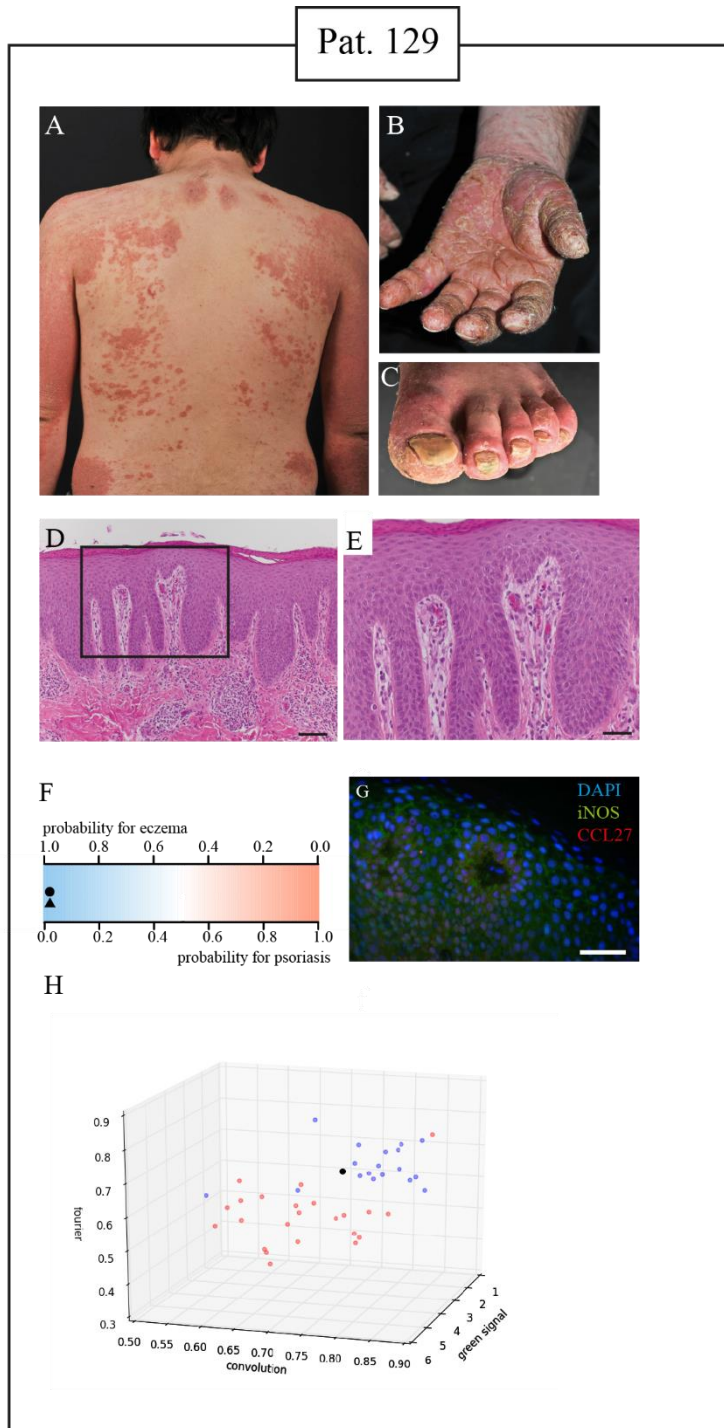 Pat. 129
A
B
C
D
E
F
probability for eczema
1.0 0.8 0.6 0.4 0.2 0.0
0.0 0.2 0.4 0.6 0.8 1.0
probability for psoriasis
G
DAPI
iNOS
CCL27
H
fourier
0.9
0.8
0.7
0.6
0.5
0.4
0.3
0.50 0.55 0.60 0.65 0.70 0.75 0.80 0.85 0.90
convolution
6 5 4 3 2 1
green signal